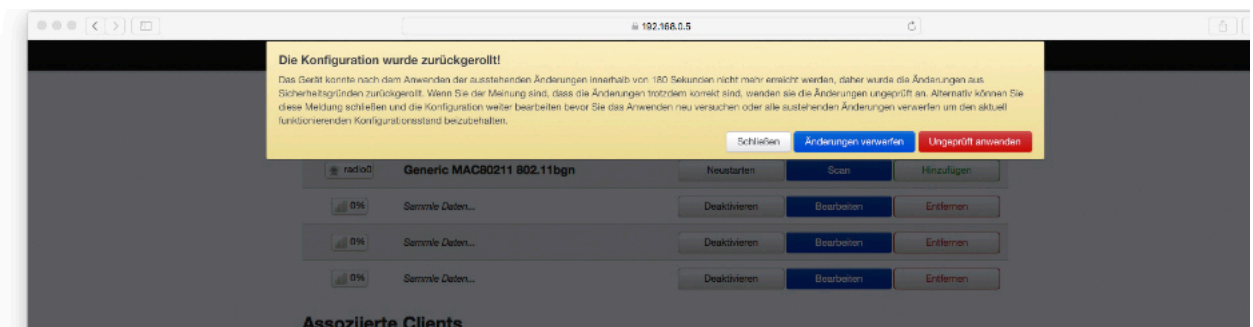 192.168.0.5
Die Konfiguration wurde zurückgerollt!
Das Gerät konnte nach dem Anwenden der ausstehenden Änderungen innerhalb von 180 Sekunden nicht mehr erreicht werden, daher wurde die Änderungen aus
Sicherheitsgründen zurückgerollt. Wenn Sie der Meinung sind, dass die Änderungen trotzdem korrekt sind, wenden sie die Änderungen ungeprüft an. Alternativ können Sie
diese Meldung schließen und die Konfiguration weiter bearbeiten bevor Sie das Anwenden neu versuchen oder alle austehenden Änderungen verwerfen um den aktuell
funktionierenden Konfigurationsstand beizubehalten.
Schließen Änderungen verwerfen Ungeprüft anwenden
radio0 Generic MAC80211 802.11bgn Neustarten Scan Hinzufügen
0% Sammle Daten... Deaktivieren Bearbeiten Entfernen
0% Sammle Daten... Deaktivieren Bearbeiten Entfernen
0% Sammle Daten... Deaktivieren Bearbeiten Entfernen
Assoziierte Clients